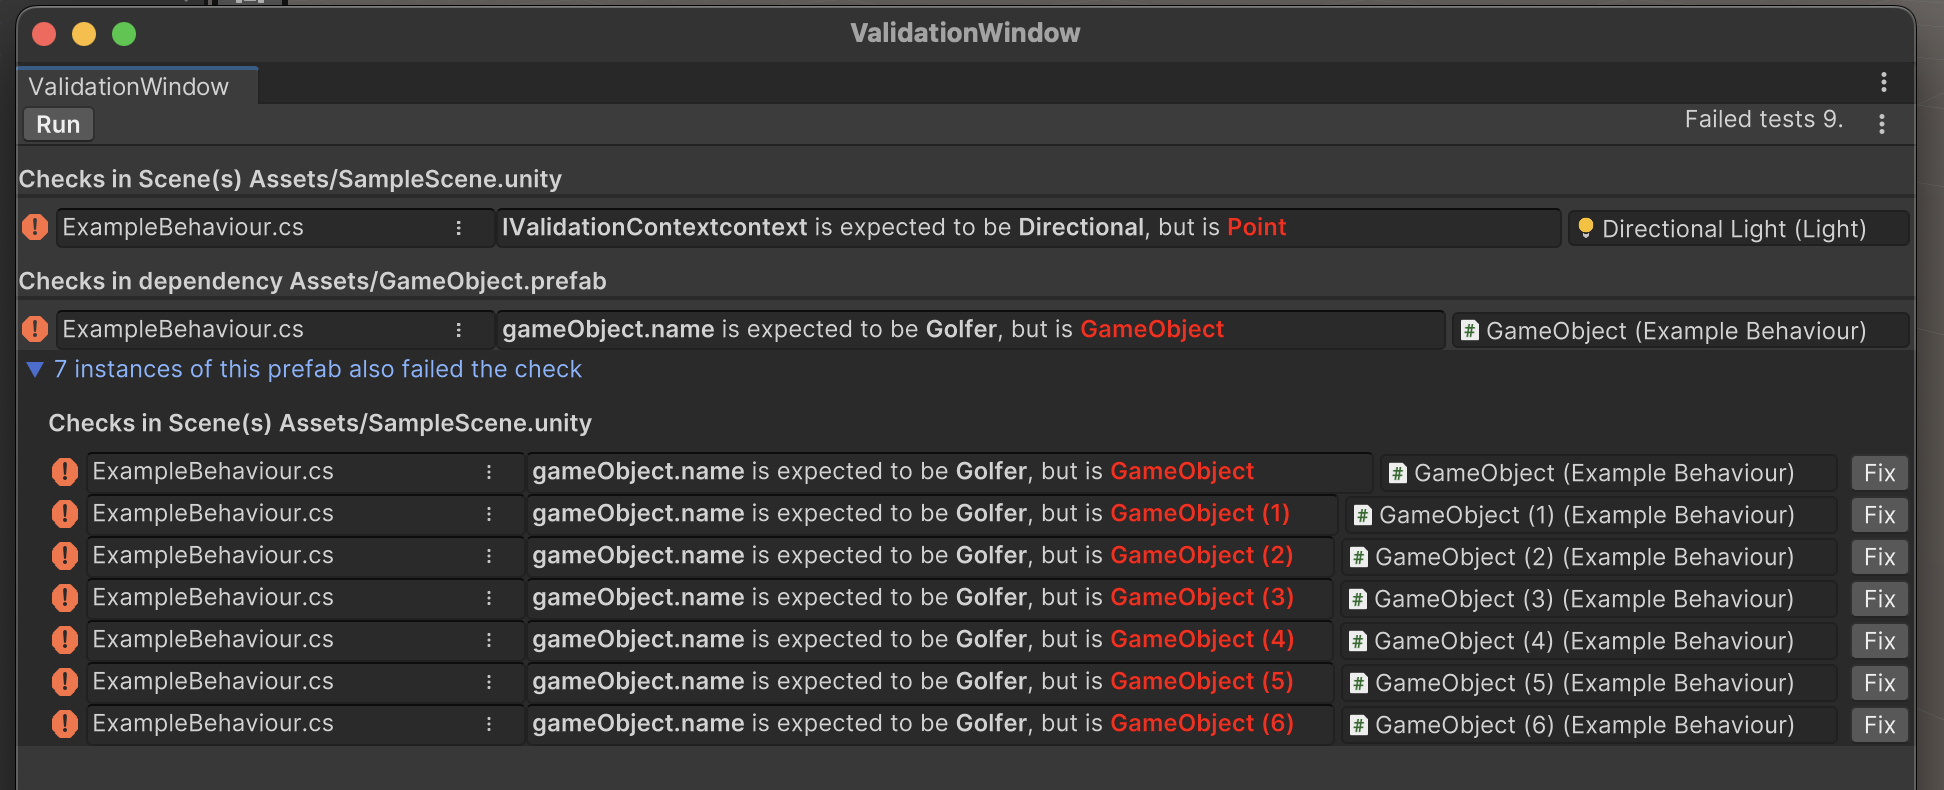 ValidationWindow
ValidationWindow
Run Failed tests 9.
Checks in Scene(s) Assets/SampleScene.unity
ExampleBehaviour.cs IValidationContextcontext is expected to be Directional, but is Point Directional Light (Light)
Checks in dependency Assets/GameObject.prefab
ExampleBehaviour.cs gameObject.name is expected to be Golfer, but is GameObject # GameObject (Example Behaviour)
7 instances of this prefab also failed the check
Checks in Scene(s) Assets/SampleScene.unity
ExampleBehaviour.cs gameObject.name is expected to be Golfer, but is GameObject # GameObject (Example Behaviour) Fix
ExampleBehaviour.cs gameObject.name is expected to be Golfer, but is GameObject (1) # GameObject (1) (Example Behaviour) Fix
ExampleBehaviour.cs gameObject.name is expected to be Golfer, but is GameObject (2) # GameObject (2) (Example Behaviour) Fix
ExampleBehaviour.cs gameObject.name is expected to be Golfer, but is GameObject (3) # GameObject (3) (Example Behaviour) Fix
ExampleBehaviour.cs gameObject.name is expected to be Golfer, but is GameObject (4) # GameObject (4) (Example Behaviour) Fix
ExampleBehaviour.cs gameObject.name is expected to be Golfer, but is GameObject (5) # GameObject (5) (Example Behaviour) Fix
ExampleBehaviour.cs gameObject.name is expected to be Golfer, but is GameObject (6) # GameObject (6) (Example Behaviour) Fix